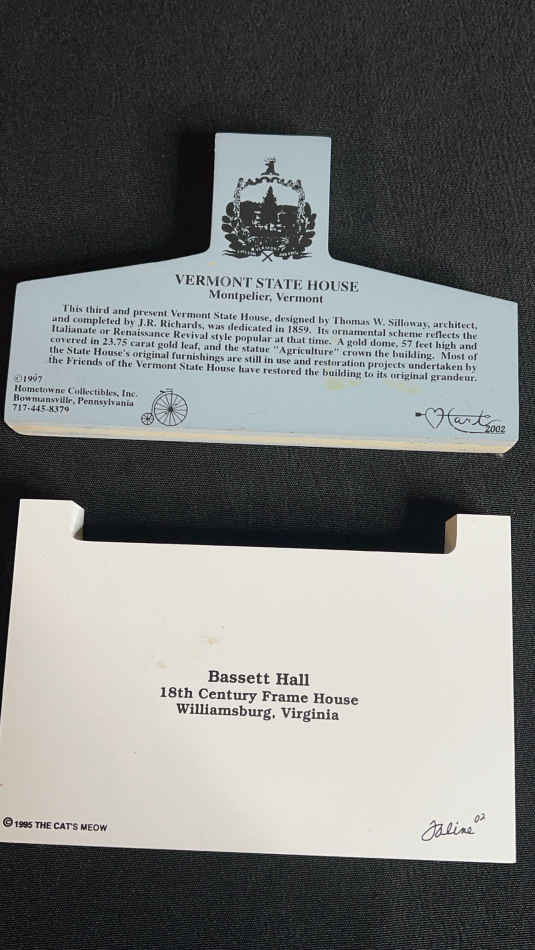 VERMONT STATE HOUSE
Montpelier, Vermont
This third and present Vermont State House, designed by Thomas W. Silloway, architect,
and completed by J.R. Richards, was dedicated in 1859. Its ornamental scheme reflects the
Italianate or Renaissance Revival style popular at that time. A gold dome, 57 feet high and
covered in 23.75 carat gold leaf, and the statue "Agriculture" crown the building. Most of
the State House's original furnishings are still in use and restoration projects undertaken by
the Friends of the Vermont State House have restored the building to its original grandeur.
©1997
Hometowne Collectibles, Inc.
Bowmansville, Pennsylvania
717-445-8379
Hart
2002
Bassett Hall
18th Century Frame House
Williamsburg, Virginia
© 1995 THE CAT'S MEOW
Jaline 02